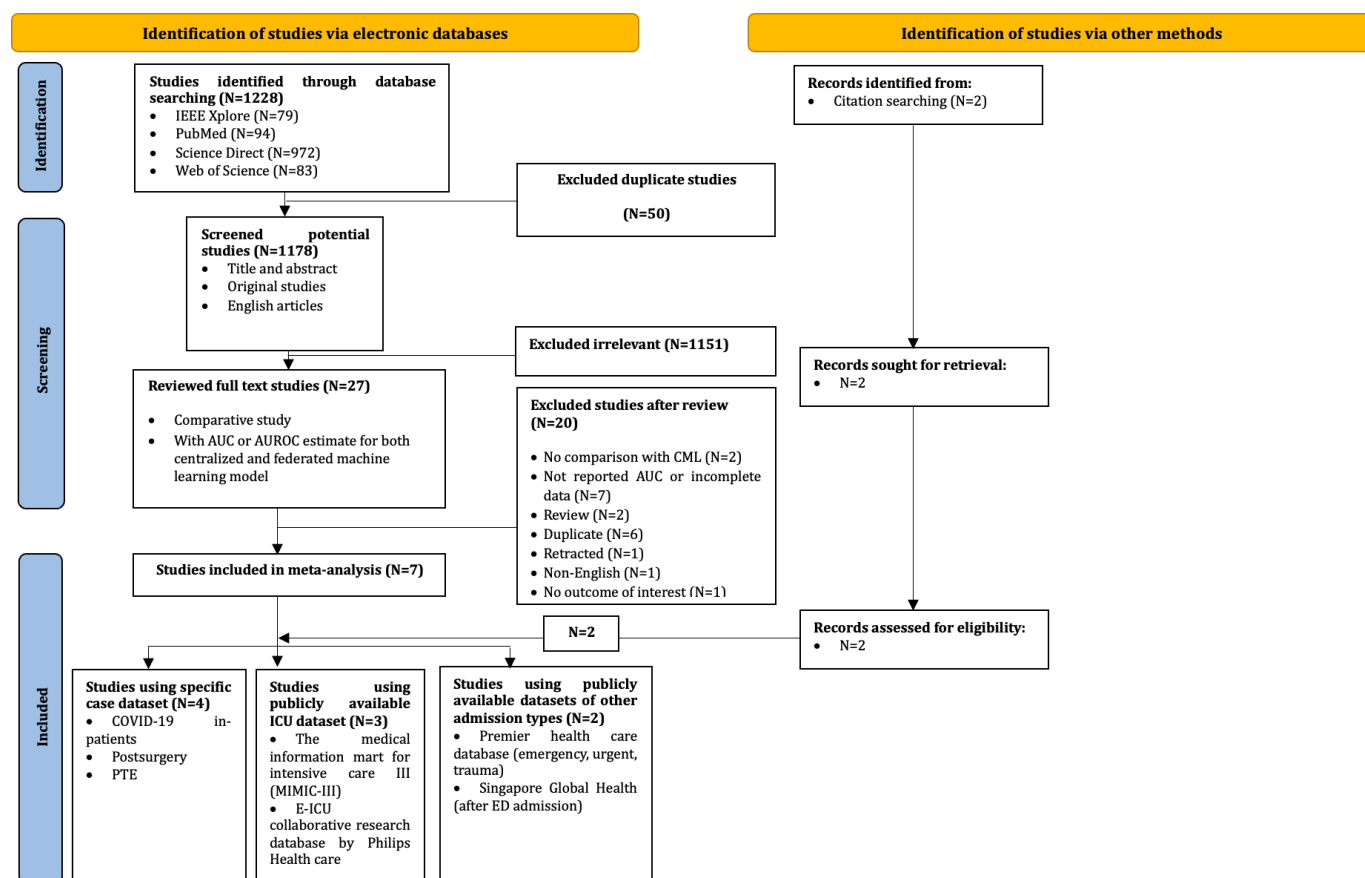 Identification of studies via electronic databases
Identification of studies via other methods
Identification
Studies identified through database
searching (N=1228)
• IEEE Xplore (N=79)
• PubMed (N=94)
• Science Direct (N=972)
• Web of Science (N=83)
Records identified from:
• Citation searching (N=2)
Excluded duplicate studies
(N=50)
Screening
Screened potential
studies (N=1178)
• Title and abstract
• Original studies
• English articles
Excluded irrelevant (N=1151)
Records sought for retrieval:
• N=2
Reviewed full text studies (N=27)
• Comparative study
• With AUC or AUROC estimate for both
centralized and federated machine
learning model
Excluded studies after review
(N=20)
• No comparison with CML (N=2)
• Not reported AUC or incomplete
data (N=7)
• Review (N=2)
• Duplicate (N=6)
• Retracted (N=1)
• Non-English (N=1)
• No outcome of interest (N=1)
Included
Studies included in meta-analysis (N=7)
N=2
Records assessed for eligibility:
• N=2
Studies using specific
case dataset (N=4)
• COVID-19 in-
patients
• Postsurgery
• PTE
Studies using
publicly available
ICU dataset (N=3)
• The medical
information mart for
intensive care III
(MIMIC-III)
• E-ICU
collaborative research
database by Philips
Health care
Studies using publicly
available datasets of other
admission types (N=2)
• Premier health care
database (emergency, urgent,
trauma)
• Singapore Global Health
(after ED admission)